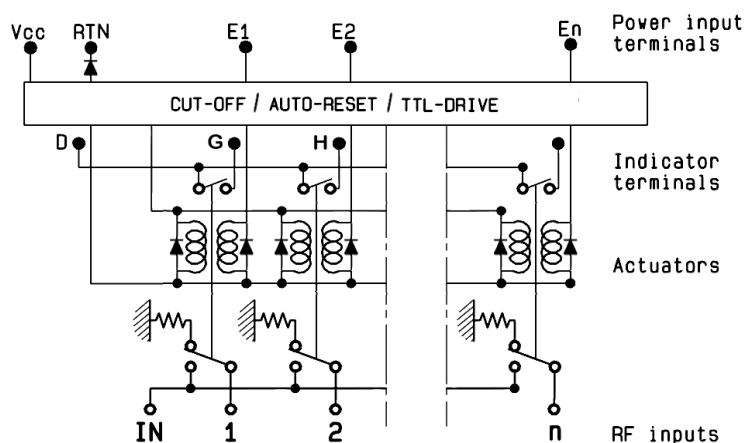 Vcc RTN E1 E2 En Power input
terminals
CUT-OFF / AUTO-RESET / TTL-DRIVE
D G H Indicator
terminals
Actuators
IN 1 2 n RF inputs